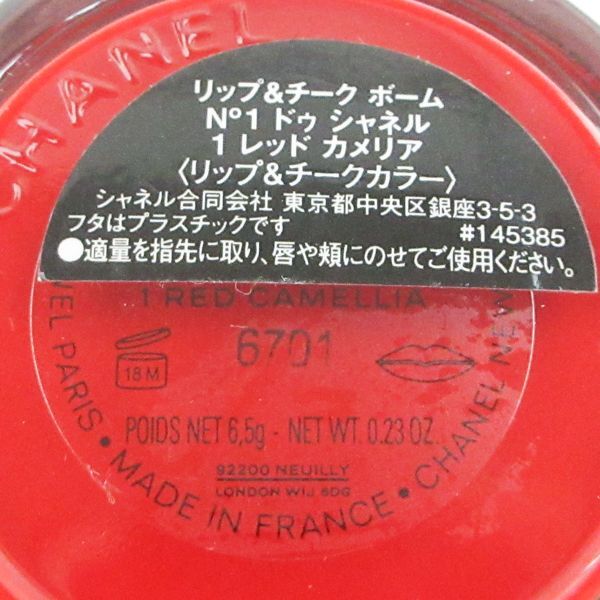 CHANEL
リップ&チーク ボーム
N°1 ドゥ シャネル
1 レッド カメリア
〈リップ&チークカラー〉
シャネル合同会社 東京都中央区銀座3-5-3
フタはプラスチックです #145385
●適量を指先に取り、唇や頬にのせてご使用ください。
1 RED CAMELLIA
6701
18 M
POIDS NET 6,5g - NET WT. 0.23 OZ.
92200 NEUILLY
LONDON W1J 6DG
PARIS • MADE IN FRANCE • CHANEL NEW